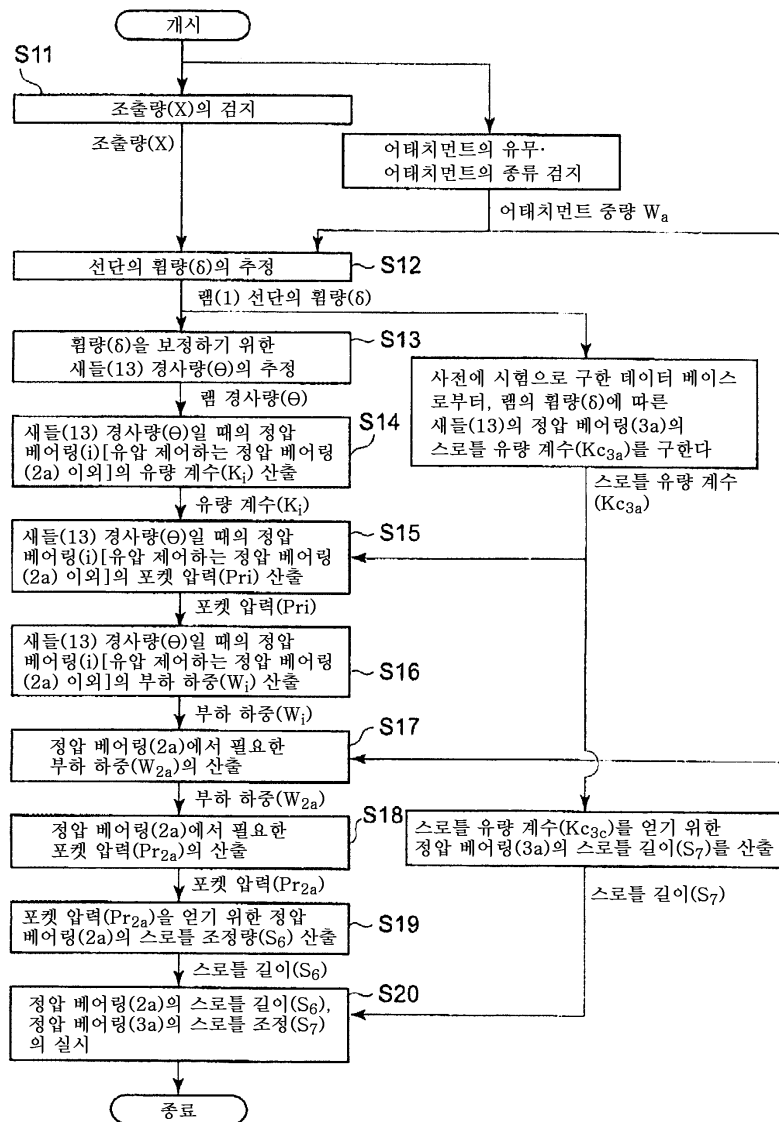 개시
S11
조출량(X)의 검지
조출량(X)
어태치먼트의 유무·
어태치먼트의 종류 검지
어태치먼트 중량 Wa
선단의 휨량(δ)의 추정
S12
램(1) 선단의 휨량(δ)
S13
휨량(δ)을 보정하기 위한
새들(13) 경사량(Θ)의 추정
램 경사량(Θ)
사전에 시험으로 구한 데이터 베이스
로부터, 램의 휨량(δ)에 따른
새들(13)의 정압 베어링(3a)의
스로틀 유량 계수(Kc3a)를 구한다
스로틀 유량 계수
(Kc3a)
S14
새들(13) 경사량(Θ)일 때의 정압
베어링(i)[유압 제어하는 정압 베어링
(2a) 이외]의 유량 계수(Ki) 산출
유량 계수(Ki)
S15
새들(13) 경사량(Θ)일 때의 정압
베어링(i)[유압 제어하는 정압 베어링
(2a) 이외]의 포켓 압력(Pri) 산출
포켓 압력(Pri)
새들(13) 경사량(Θ)일 때의 정압
베어링(i)[유압 제어하는 정압 베어링
(2a) 이외]의 부하 하중(Wi) 산출
S16
부하 하중(Wi)
S17
정압 베어링(2a)에서 필요한
부하 하중(W2a)의 산출
부하 하중(W2a)
S18
정압 베어링(2a)에서 필요한
포켓 압력(Pr2a)의 산출
포켓 압력(Pr2a)
스로틀 유량 계수(Kc3c)를 얻기 위한
정압 베어링(3a)의 스로틀 길이(S7)를 산출
스로틀 길이(S7)
포켓 압력(Pr2a)을 얻기 위한 정압
베어링(2a)의 스로틀 조정량(S6) 산출
S19
스로틀 길이(S6)
S20
정압 베어링(2a)의 스로틀 길이(S6),
정압 베어링(3a)의 스로틀 조정(S7)
의 실시
종료